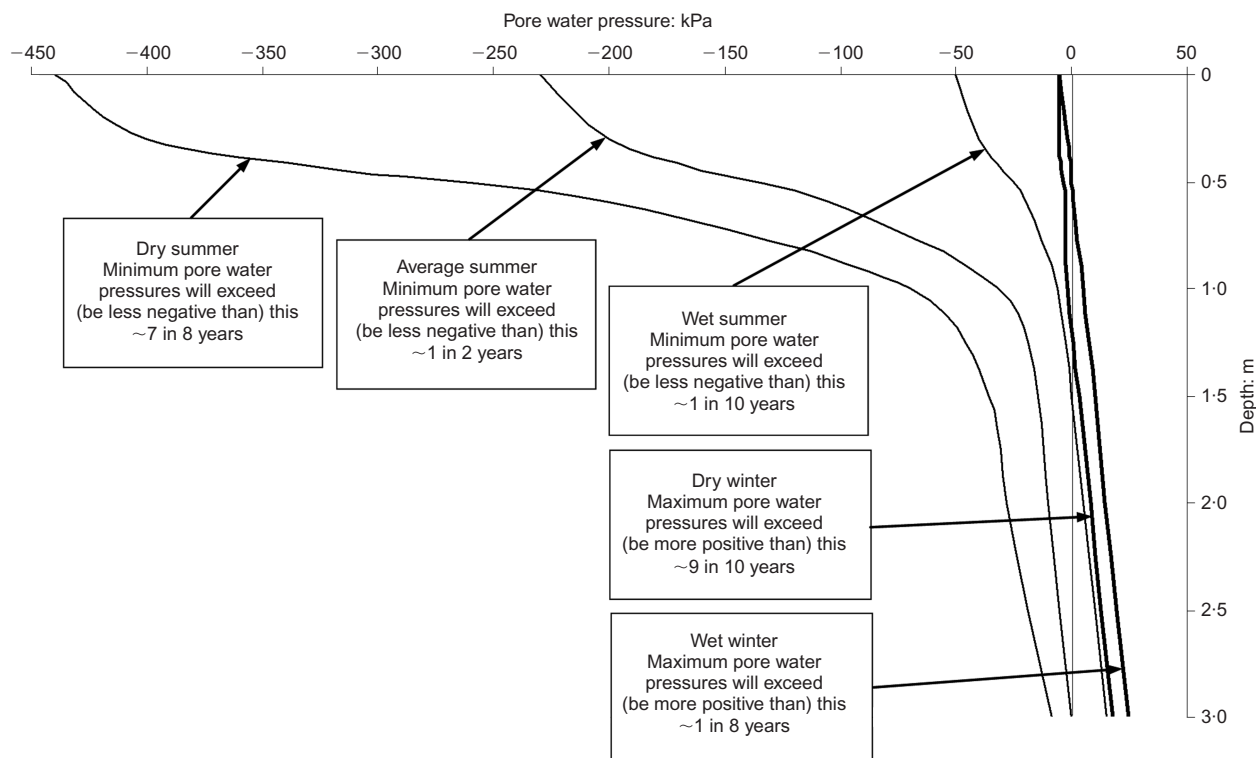 Pore water pressure: kPa
−450 −400 −350 −300 −250 −200 −150 −100 −50 0 50
0
0·5
1·0
1·5
2·0
2·5
3·0
Depth: m
Dry summer
Minimum pore water
pressures will exceed
(be less negative than) this
~7 in 8 years
Average summer
Minimum pore water
pressures will exceed
(be less negative than) this
~1 in 2 years
Wet summer
Minimum pore water
pressures will exceed
(be less negative than) this
~1 in 10 years
Dry winter
Maximum pore water
pressures will exceed
(be more positive than) this
~9 in 10 years
Wet winter
Maximum pore water
pressures will exceed
(be more positive than) this
~1 in 8 years